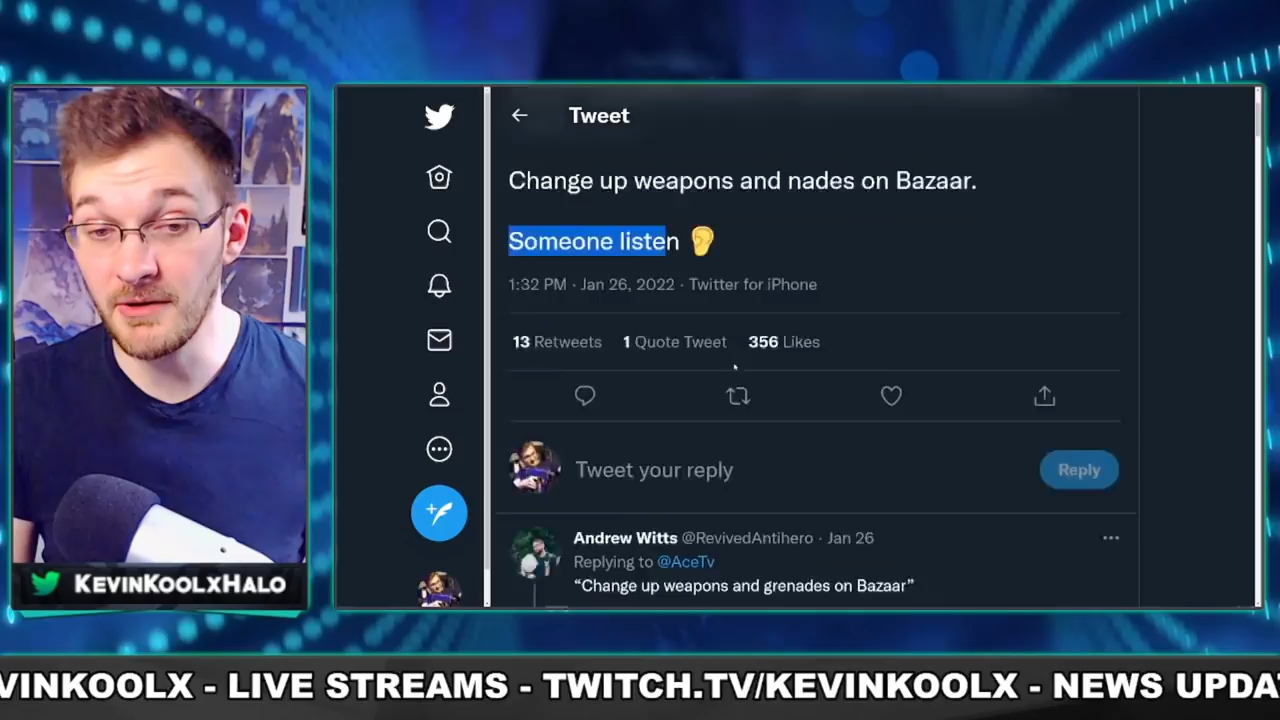 Tweet
Change up weapons and nades on Bazaar.
Someone listen 👂
1:32 PM · Jan 26, 2022 · Twitter for iPhone
13 Retweets 1 Quote Tweet 356 Likes
Tweet your reply
Reply
Andrew Witts @RevivedAntihero · Jan 26
Replying to @AceTv
“Change up weapons and grenades on Bazaar”
KEVINKOOLXHALO
VINKOOLX - LIVE STREAMS - TWITCH.TV/KEVINKOOLX - NEWS UPDA